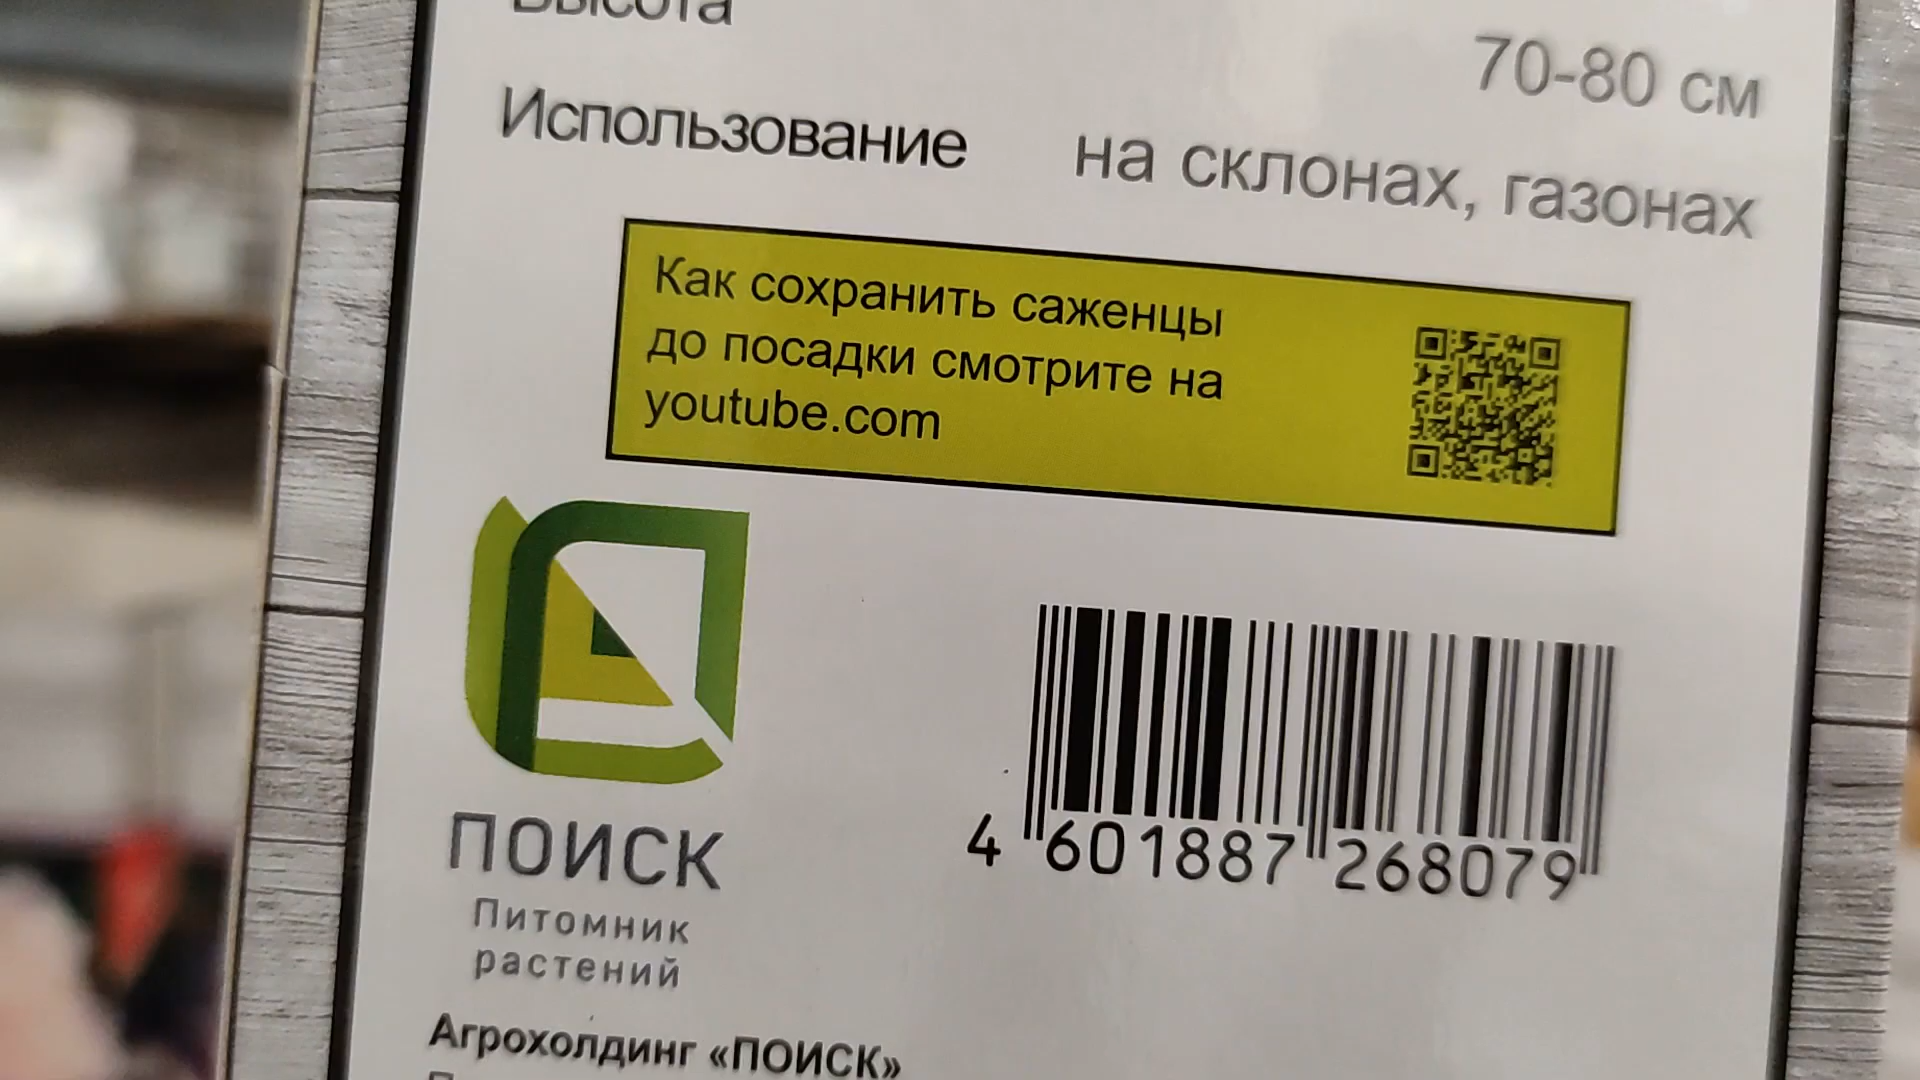 Высота
70-80 см
Использование на склонах, газонах
Как сохранить саженцы
до посадки смотрите на
youtube.com
ПОИСК
Питомник
растений
4 601887 268079
Агрохолдинг «ПОИСК»